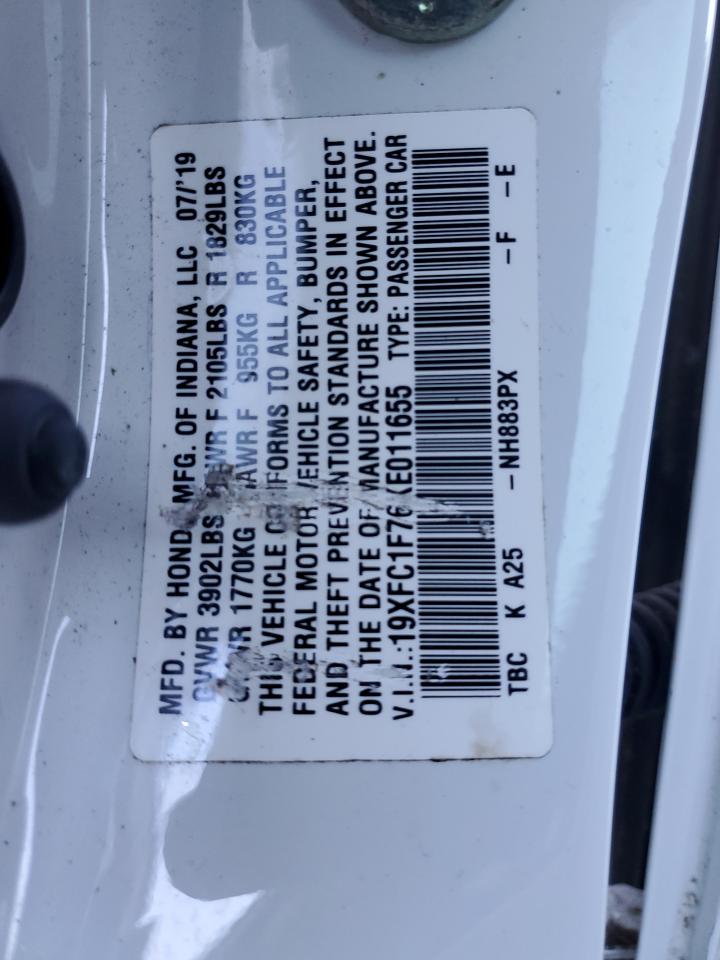 MFD. BY HONDA MFG. OF INDIANA, LLC 07/'19
GVWR 3902LBS GAWR F 2105LBS R 1829LBS
GVWR 1770KG GAWR F 955KG R 830KG
THIS VEHICLE CONFORMS TO ALL APPLICABLE
FEDERAL MOTOR VEHICLE SAFETY, BUMPER,
AND THEFT PREVENTION STANDARDS IN EFFECT
ON THE DATE OF MANUFACTURE SHOWN ABOVE.
V.I.N.:19XFC1F76KE011655 TYPE: PASSENGER CAR
TBC K A25 -NH883PX -F -E